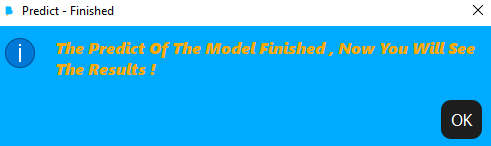 Predict - Finished
The Predict Of The Model Finished , Now You Will See
The Results !
OK